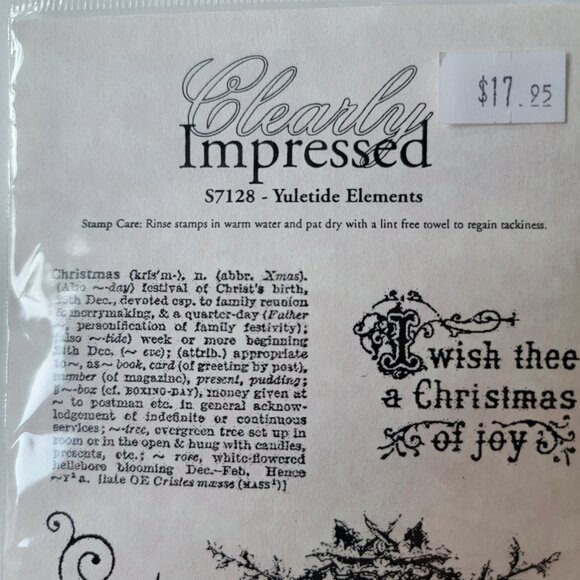 Clearly
Impressed
$17.95
S7128 - Yuletide Elements
Stamp Care: Rinse stamps in warm water and pat dry with a lint free towel to regain tackiness.
Christmas (krĭs'm-), n. (abbr. Xmas).
(Also ~-day) festival of Christ's birth,
25th Dec., devoted esp. to family reunion
& merrymaking, & a quarter-day (Father
~, personification of family festivity);
(also ~-tide) week or more beginning
24th Dec. (~ eve); (attrib.) appropriate
to ~, as ~ book, card (of greeting by post),
number (of magazine), present, pudding;
~-box (cf. BOXING-DAY), money given at
~ to postman etc. in general acknow-
ledgement of indefinite or continuous
services; ~-tree, evergreen tree set up in
room or in the open & hung with candles,
presents, etc.; ~ rose, white-flowered
hellebore blooming Dec.-Feb. Hence
~Y² a. [late OE Cristes mæsse (MASS¹)]
I wish thee
a Christmas
of joy